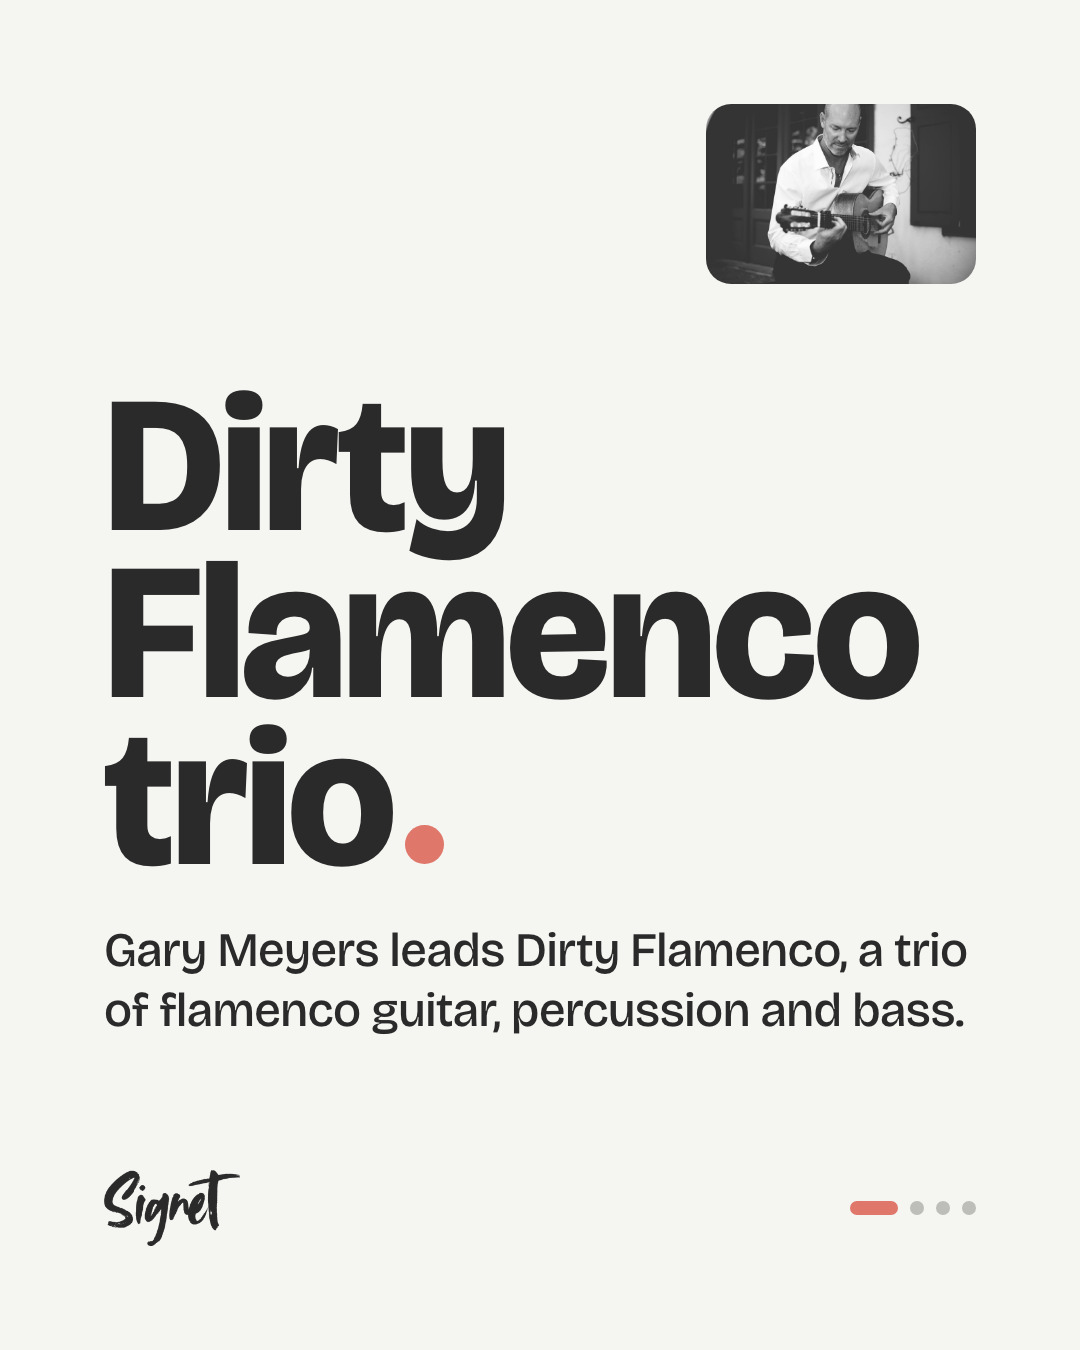 Dirty
Flamenco
trio.
Gary Meyers leads Dirty Flamenco, a trio
of flamenco guitar, percussion and bass.
Signet